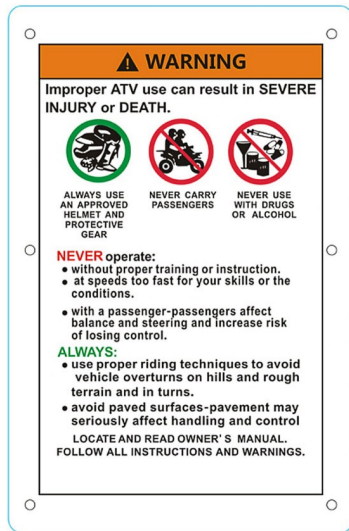 WARNING
Improper ATV use can result in SEVERE
INJURY or DEATH.
ALWAYS USE
AN APPROVED
HELMET AND
PROTECTIVE
GEAR
NEVER CARRY
PASSENGERS
NEVER USE
WITH DRUGS
OR ALCOHOL
NEVER operate:
• without proper training or instruction.
• at speeds too fast for your skills or the
conditions.
• with a passenger-passengers affect
balance and steering and increase risk
of losing control.
ALWAYS:
• use proper riding techniques to avoid
vehicle overturns on hills and rough
terrain and in turns.
• avoid paved surfaces-pavement may
seriously affect handling and control
LOCATE AND READ OWNER'S MANUAL.
FOLLOW ALL INSTRUCTIONS AND WARNINGS.